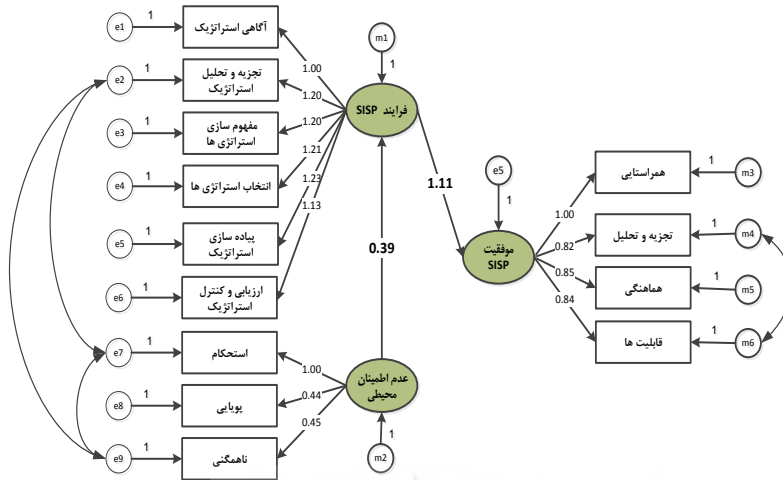 e1
1
آگاهی استراتژیک
m1
1
e2
1
تجزیه و تحلیل
استراتژیک
1.00
فرایند SISP
1.20
e3
1
مفهوم سازی
استراتژی ها
1.20
e4
1
انتخاب استراتژی ها
1.21
e5
1
پیاده سازی
استراتژیک
1.23
e6
1
ارزیابی و کنترل
استراتژیک
1.13
e7
1
استحکام
1.00
e8
1
پویایی
0.44
e9
1
ناهمگنی
0.45
عدم اطمینان
محیطی
m2
1
0.39
1.11
e5
1
موفقیت
SISP
همراستایی
1
m3
1.00
تجزیه و تحلیل
1
m4
0.82
هماهنگی
1
m5
0.85
قابلیت ها
1
m6
0.84